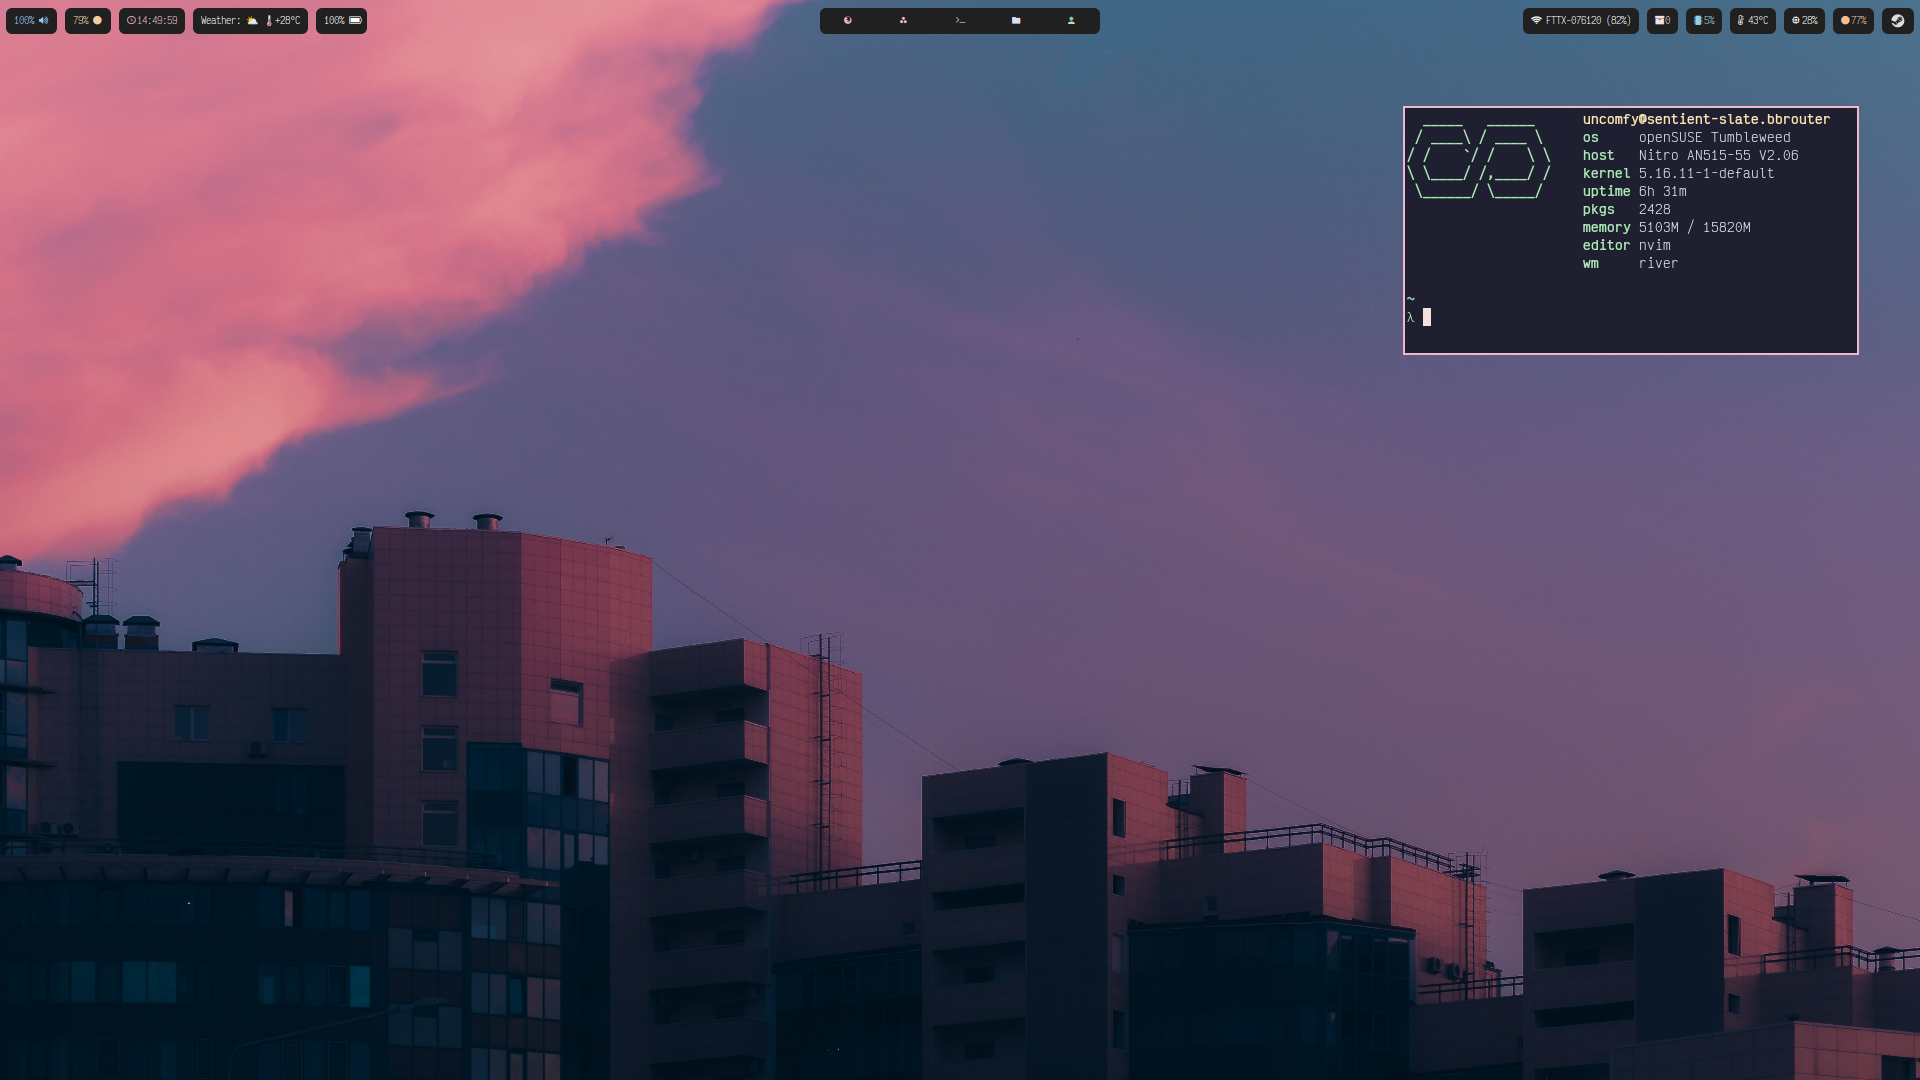 100%
79%
14:49:59
Weather: +28°C
100%
FTTX-076120 (82%)
0
5%
43°C
28%
77%
uncomfy@sentient-slate.bbrouter
os openSUSE Tumbleweed
host Nitro AN515-55 V2.06
kernel 5.16.11-1-default
uptime 6h 31m
pkgs 2428
memory 5103M / 15820M
editor nvim
wm river
~
λ